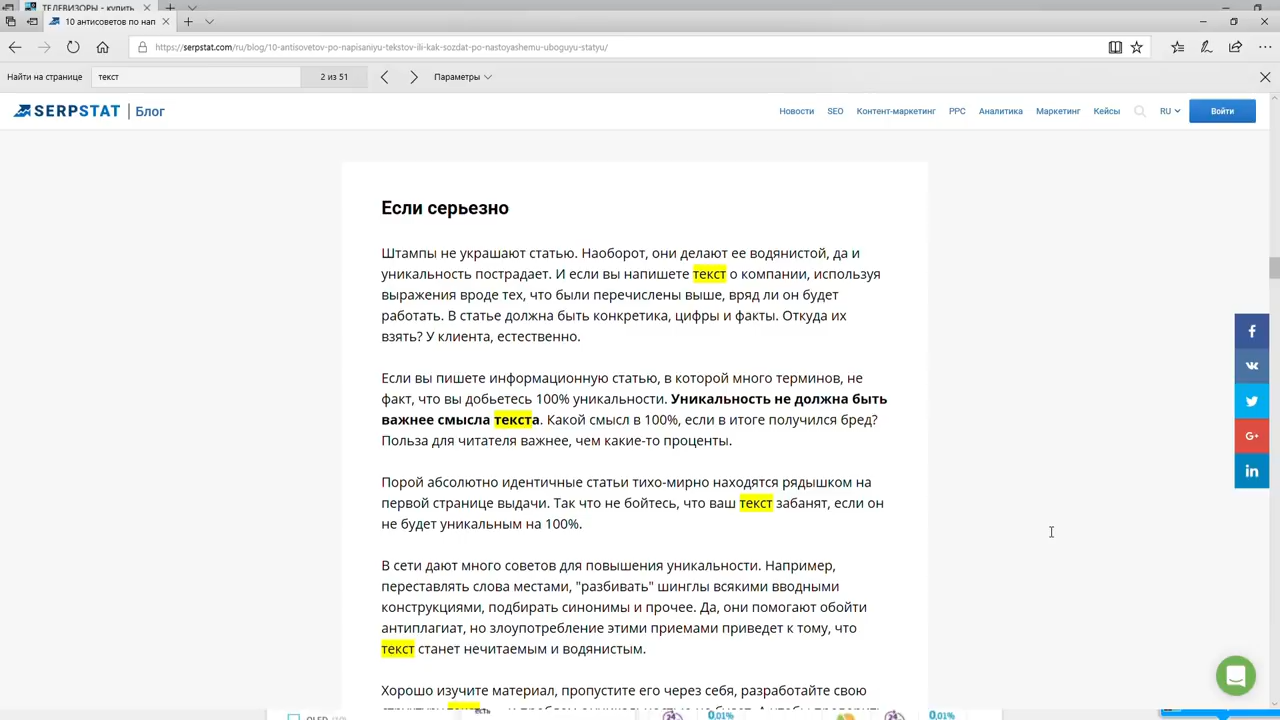 ТЕЛЕВИЗОРЫ - купить
10 антисоветов по нап
https://serpstat.com/ru/blog/10-antisovetov-po-napisaniyu-tekstov-ili-kak-sozdat-po-nastoyashemu-uboguyu-statyu/
Найти на странице текст 2 из 51 Параметры
SERPSTAT Блог Новости SEO Контент-маркетинг PPC Аналитика Маркетинг Кейсы RU Войти
Если серьезно
Штампы не украшают статью. Наоборот, они делают ее водянистой, да и
уникальность пострадает. И если вы напишете текст о компании, используя
выражения вроде тех, что были перечислены выше, вряд ли он будет
работать. В статье должна быть конкретика, цифры и факты. Откуда их
взять? У клиента, естественно.
Если вы пишете информационную статью, в которой много терминов, не
факт, что вы добьетесь 100% уникальности. Уникальность не должна быть
важнее смысла текста. Какой смысл в 100%, если в итоге получился бред?
Польза для читателя важнее, чем какие-то проценты.
Порой абсолютно идентичные статьи тихо-мирно находятся рядышком на
первой странице выдачи. Так что не бойтесь, что ваш текст забанят, если он
не будет уникальным на 100%.
В сети дают много советов для повышения уникальности. Например,
переставлять слова местами, "разбивать" шинглы всякими вводными
конструкциями, подбирать синонимы и прочее. Да, они помогают обойти
антиплагиат, но злоупотребление этими приемами приведет к тому, что
текст станет нечитаемым и водянистым.
Хорошо изучите материал, пропустите его через себя, разработайте свою
OLED есть 24 0,01% 24 0,01%